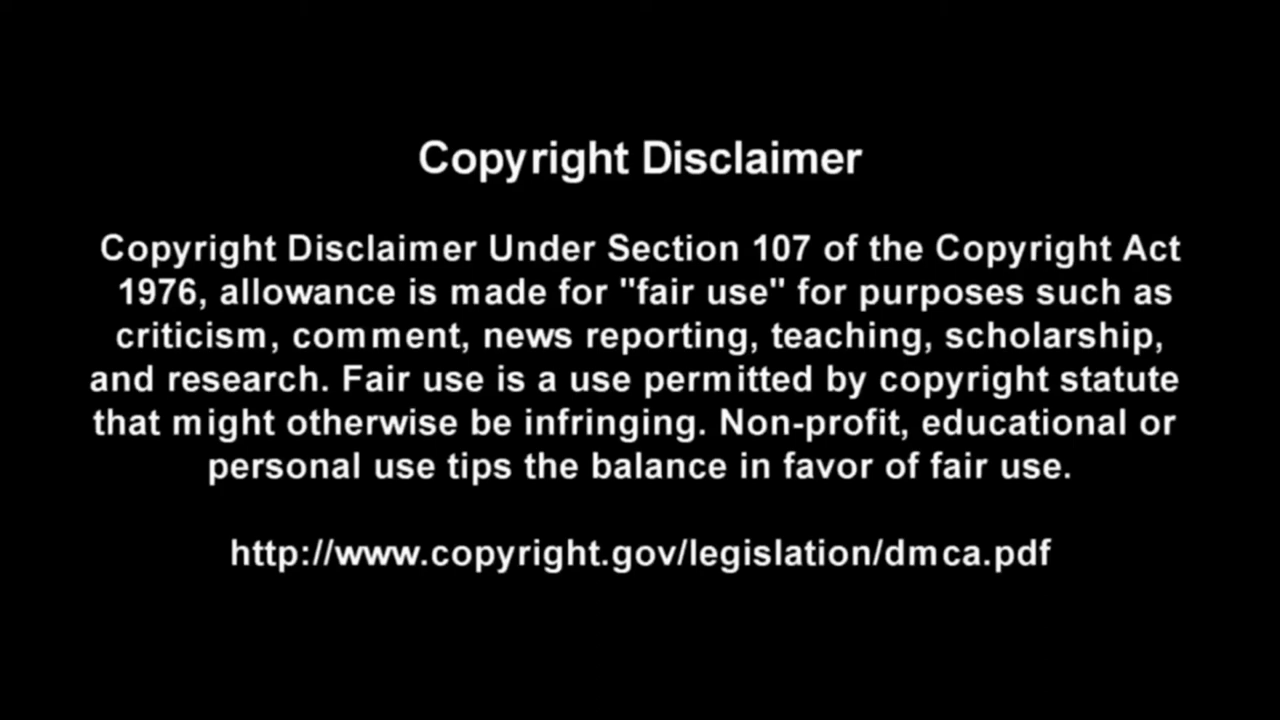 Copyright Disclaimer
Copyright Disclaimer Under Section 107 of the Copyright Act
1976, allowance is made for "fair use" for purposes such as
criticism, comment, news reporting, teaching, scholarship,
and research. Fair use is a use permitted by copyright statute
that might otherwise be infringing. Non-profit, educational or
personal use tips the balance in favor of fair use.
http://www.copyright.gov/legislation/dmca.pdf